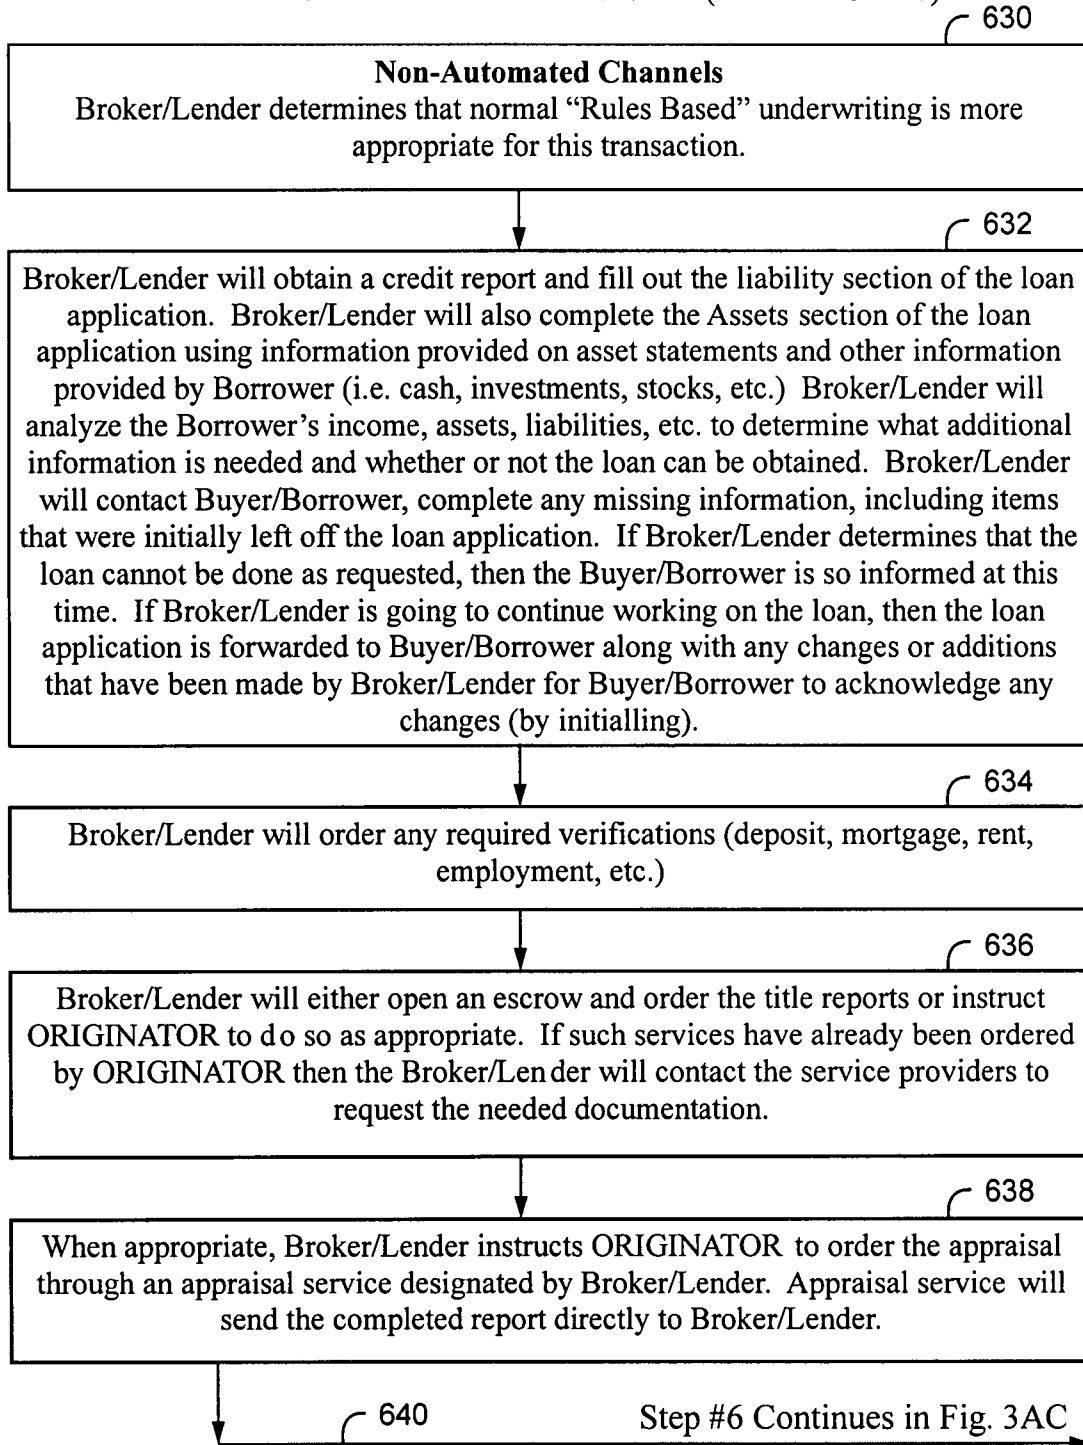 630
Non-Automated Channels
Broker/Lender determines that normal “Rules Based” underwriting is more
appropriate for this transaction.
632
Broker/Lender will obtain a credit report and fill out the liability section of the loan
application. Broker/Lender will also complete the Assets section of the loan
application using information provided on asset statements and other information
provided by Borrower (i.e. cash, investments, stocks, etc.) Broker/Lender will
analyze the Borrower’s income, assets, liabilities, etc. to determine what additional
information is needed and whether or not the loan can be obtained. Broker/Lender
will contact Buyer/Borrower, complete any missing information, including items
that were initially left off the loan application. If Broker/Lender determines that the
loan cannot be done as requested, then the Buyer/Borrower is so informed at this
time. If Broker/Lender is going to continue working on the loan, then the loan
application is forwarded to Buyer/Borrower along with any changes or additions
that have been made by Broker/Lender for Buyer/Borrower to acknowledge any
changes (by initialling).
634
Broker/Lender will order any required verifications (deposit, mortgage, rent,
employment, etc.)
636
Broker/Lender will either open an escrow and order the title reports or instruct
ORIGINATOR to do so as appropriate. If such services have already been ordered
by ORIGINATOR then the Broker/Lender will contact the service providers to
request the needed documentation.
638
When appropriate, Broker/Lender instructs ORIGINATOR to order the appraisal
through an appraisal service designated by Broker/Lender. Appraisal service will
send the completed report directly to Broker/Lender.
640
Step #6 Continues in Fig. 3AC